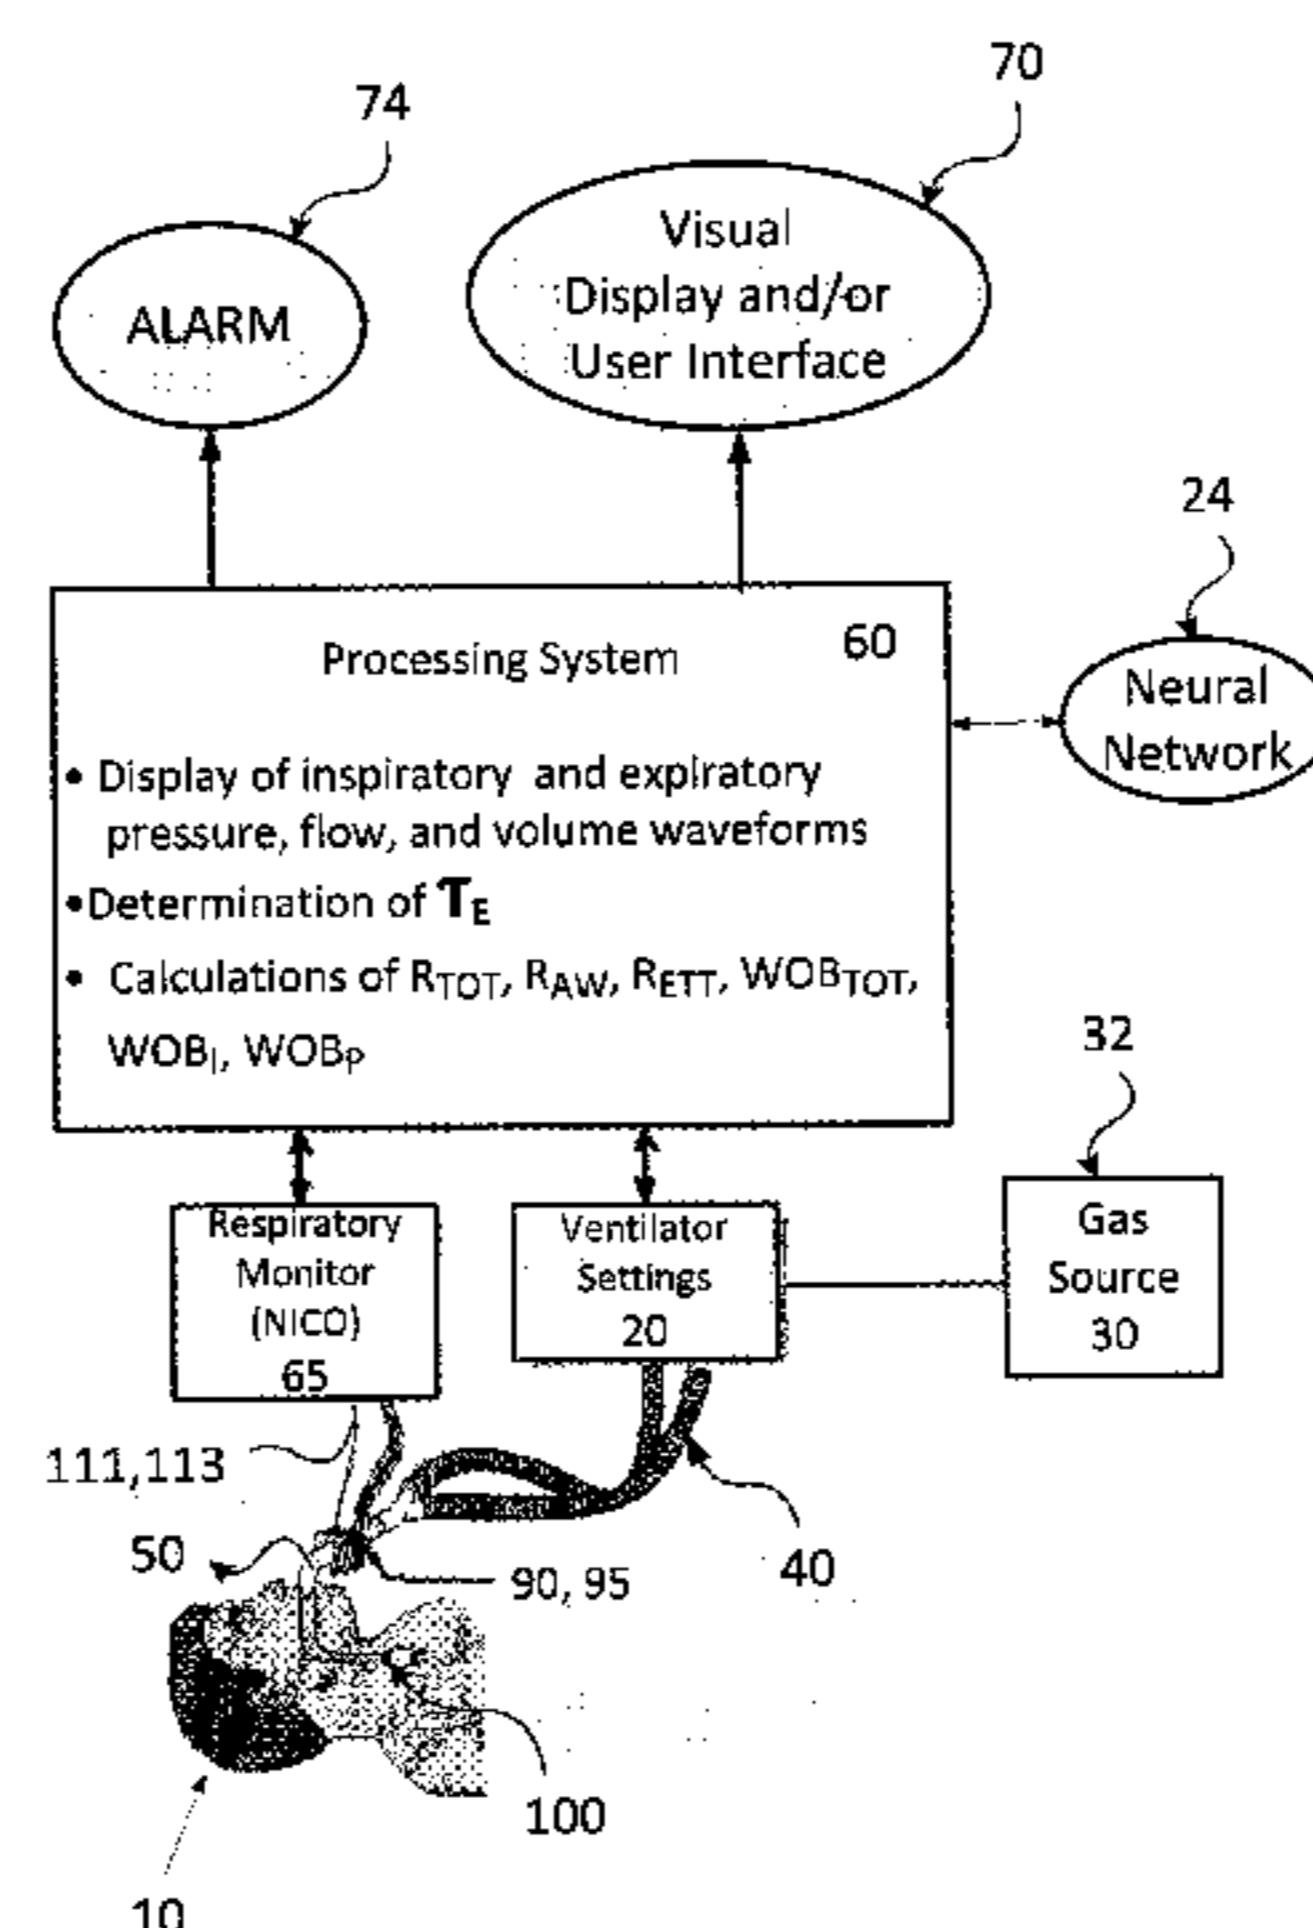 70
74
Visual
Display and/or
User Interface
ALARM
24
Processing System
60
Neural
Network
• Display of inspiratory and expiratory
pressure, flow, and volume waveforms
•Determination of ƬE
• Calculations of RTOT, RAW, RETT, WOBTOT,
WOBI, WOBP
32
Respiratory
Monitor
(NICO)
65
Ventilator
Settings
20
Gas
Source
30
111,113
50
90, 95
40
100
10